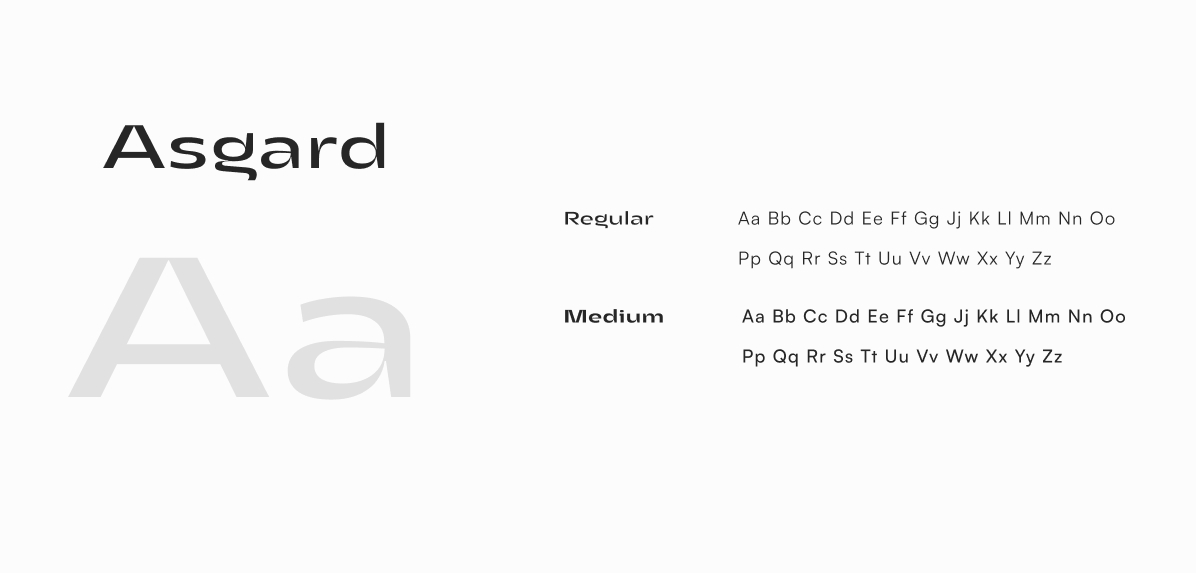 Asgard
Aa
Regular
Aa Bb Cc Dd Ee Ff Gg Jj Kk Ll Mm Nn Oo
Pp Qq Rr Ss Tt Uu Vv Ww Xx Yy Zz
Medium
Aa Bb Cc Dd Ee Ff Gg Jj Kk Ll Mm Nn Oo
Pp Qq Rr Ss Tt Uu Vv Ww Xx Yy Zz